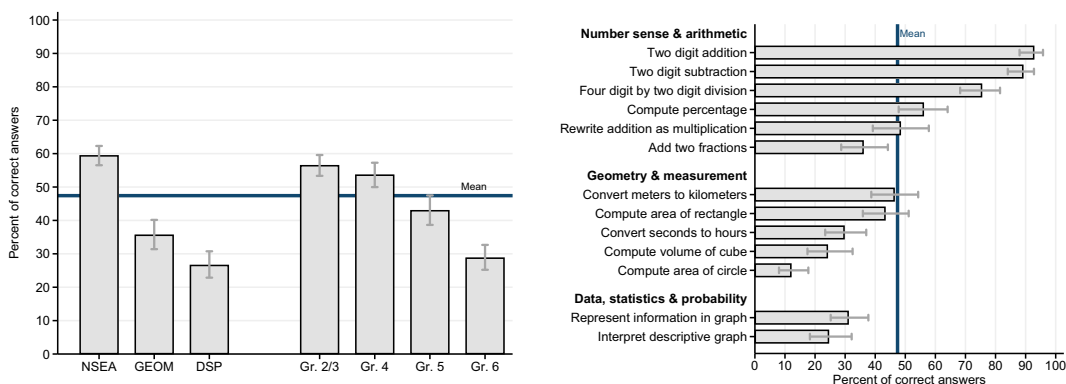 Percent of correct answers
100
90
80
70
60
50
40
30
20
10
0
Mean
NSEA GEOM DSP Gr. 2/3 Gr. 4 Gr. 5 Gr. 6
Number sense & arithmetic
Mean
Two digit addition
Two digit subtraction
Four digit by two digit division
Compute percentage
Rewrite addition as multiplication
Add two fractions
Geometry & measurement
Convert meters to kilometers
Compute area of rectangle
Convert seconds to hours
Compute volume of cube
Compute area of circle
Data, statistics & probability
Represent information in graph
Interpret descriptive graph
0 10 20 30 40 50 60 70 80 90 100
Percent of correct answers